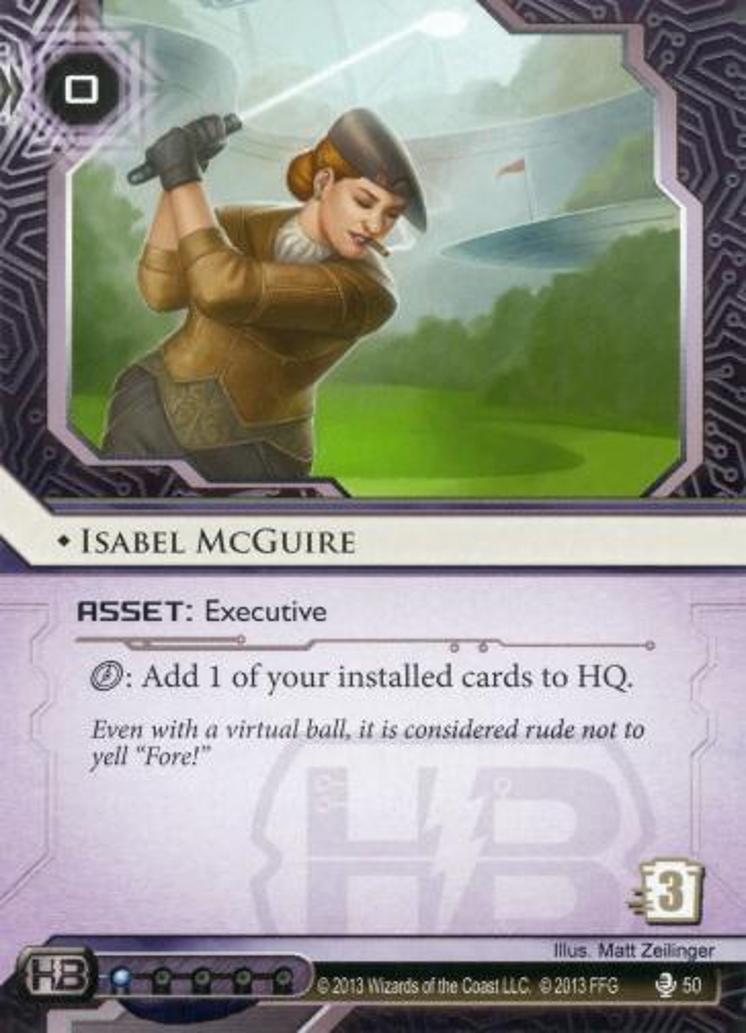 0
◆ ISABEL MCGUIRE
ASSET: Executive
: Add 1 of your installed cards to HQ.
Even with a virtual ball, it is considered rude not to
yell “Fore!”
HB
3
Illus. Matt Zeilinger
HB
© 2013 Wizards of the Coast LLC. © 2013 FFG 50